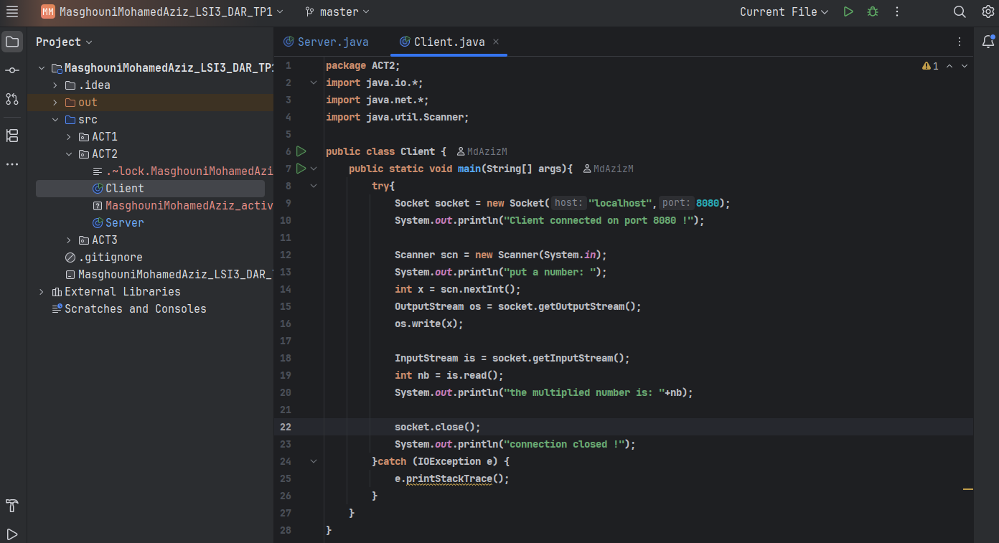 MM MasghouniMohamedAziz_LSI3_DAR_TP1 master Current File
Project
MasghouniMohamedAziz_LSI3_DAR_TP1
.idea
out
src
ACT1
ACT2
.~lock.MasghouniMohamedAzi
Client
MasghouniMohamedAziz_activ
Server
ACT3
.gitignore
MasghouniMohamedAziz_LSI3_DAR_
External Libraries
Scratches and Consoles
Server.java Client.java
1 package ACT2;
2 import java.io.*;
3 import java.net.*;
4 import java.util.Scanner;
5
6 public class Client { MdAzizM
7 public static void main(String[] args){ MdAzizM
8 try{
9 Socket socket = new Socket( host: "localhost", port: 8080);
10 System.out.println("Client connected on port 8080 !");
11
12 Scanner scn = new Scanner(System.in);
13 System.out.println("put a number: ");
14 int x = scn.nextInt();
15 OutputStream os = socket.getOutputStream();
16 os.write(x);
17
18 InputStream is = socket.getInputStream();
19 int nb = is.read();
20 System.out.println("the multiplied number is: "+nb);
21
22 socket.close();
23 System.out.println("connection closed !");
24 }catch (IOException e) {
25 e.printStackTrace();
26 }
27 }
28 }
1